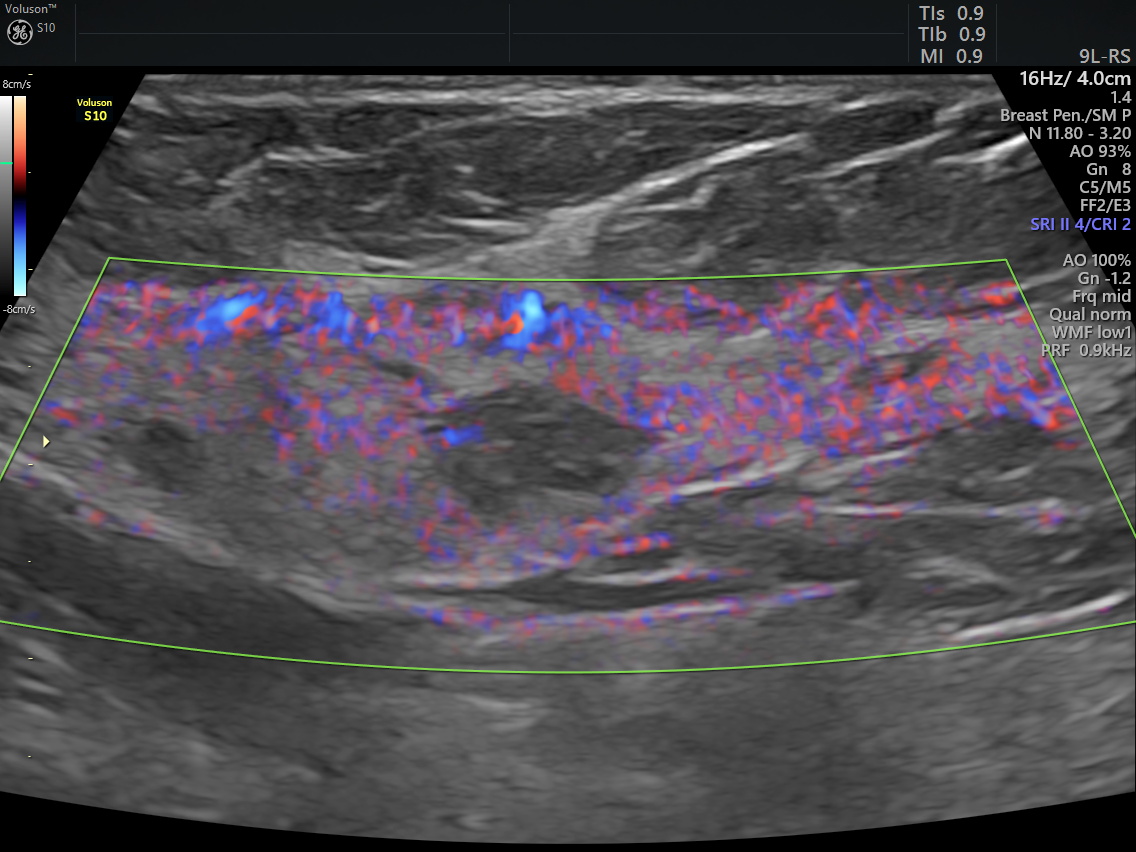 Voluson™
S10
TIs 0.9
TIb 0.9
MI 0.9
9L-RS
16Hz/ 4.0cm
1.4
Breast Pen./SM P
N 11.80 - 3.20
AO 93%
Gn 8
C5/M5
FF2/E3
SRI II 4/CRI 2
AO 100%
Gn -1.2
Frq mid
Qual norm
WMF low1
PRF 0.9kHz
8cm/s
-8cm/s
Voluson
S10